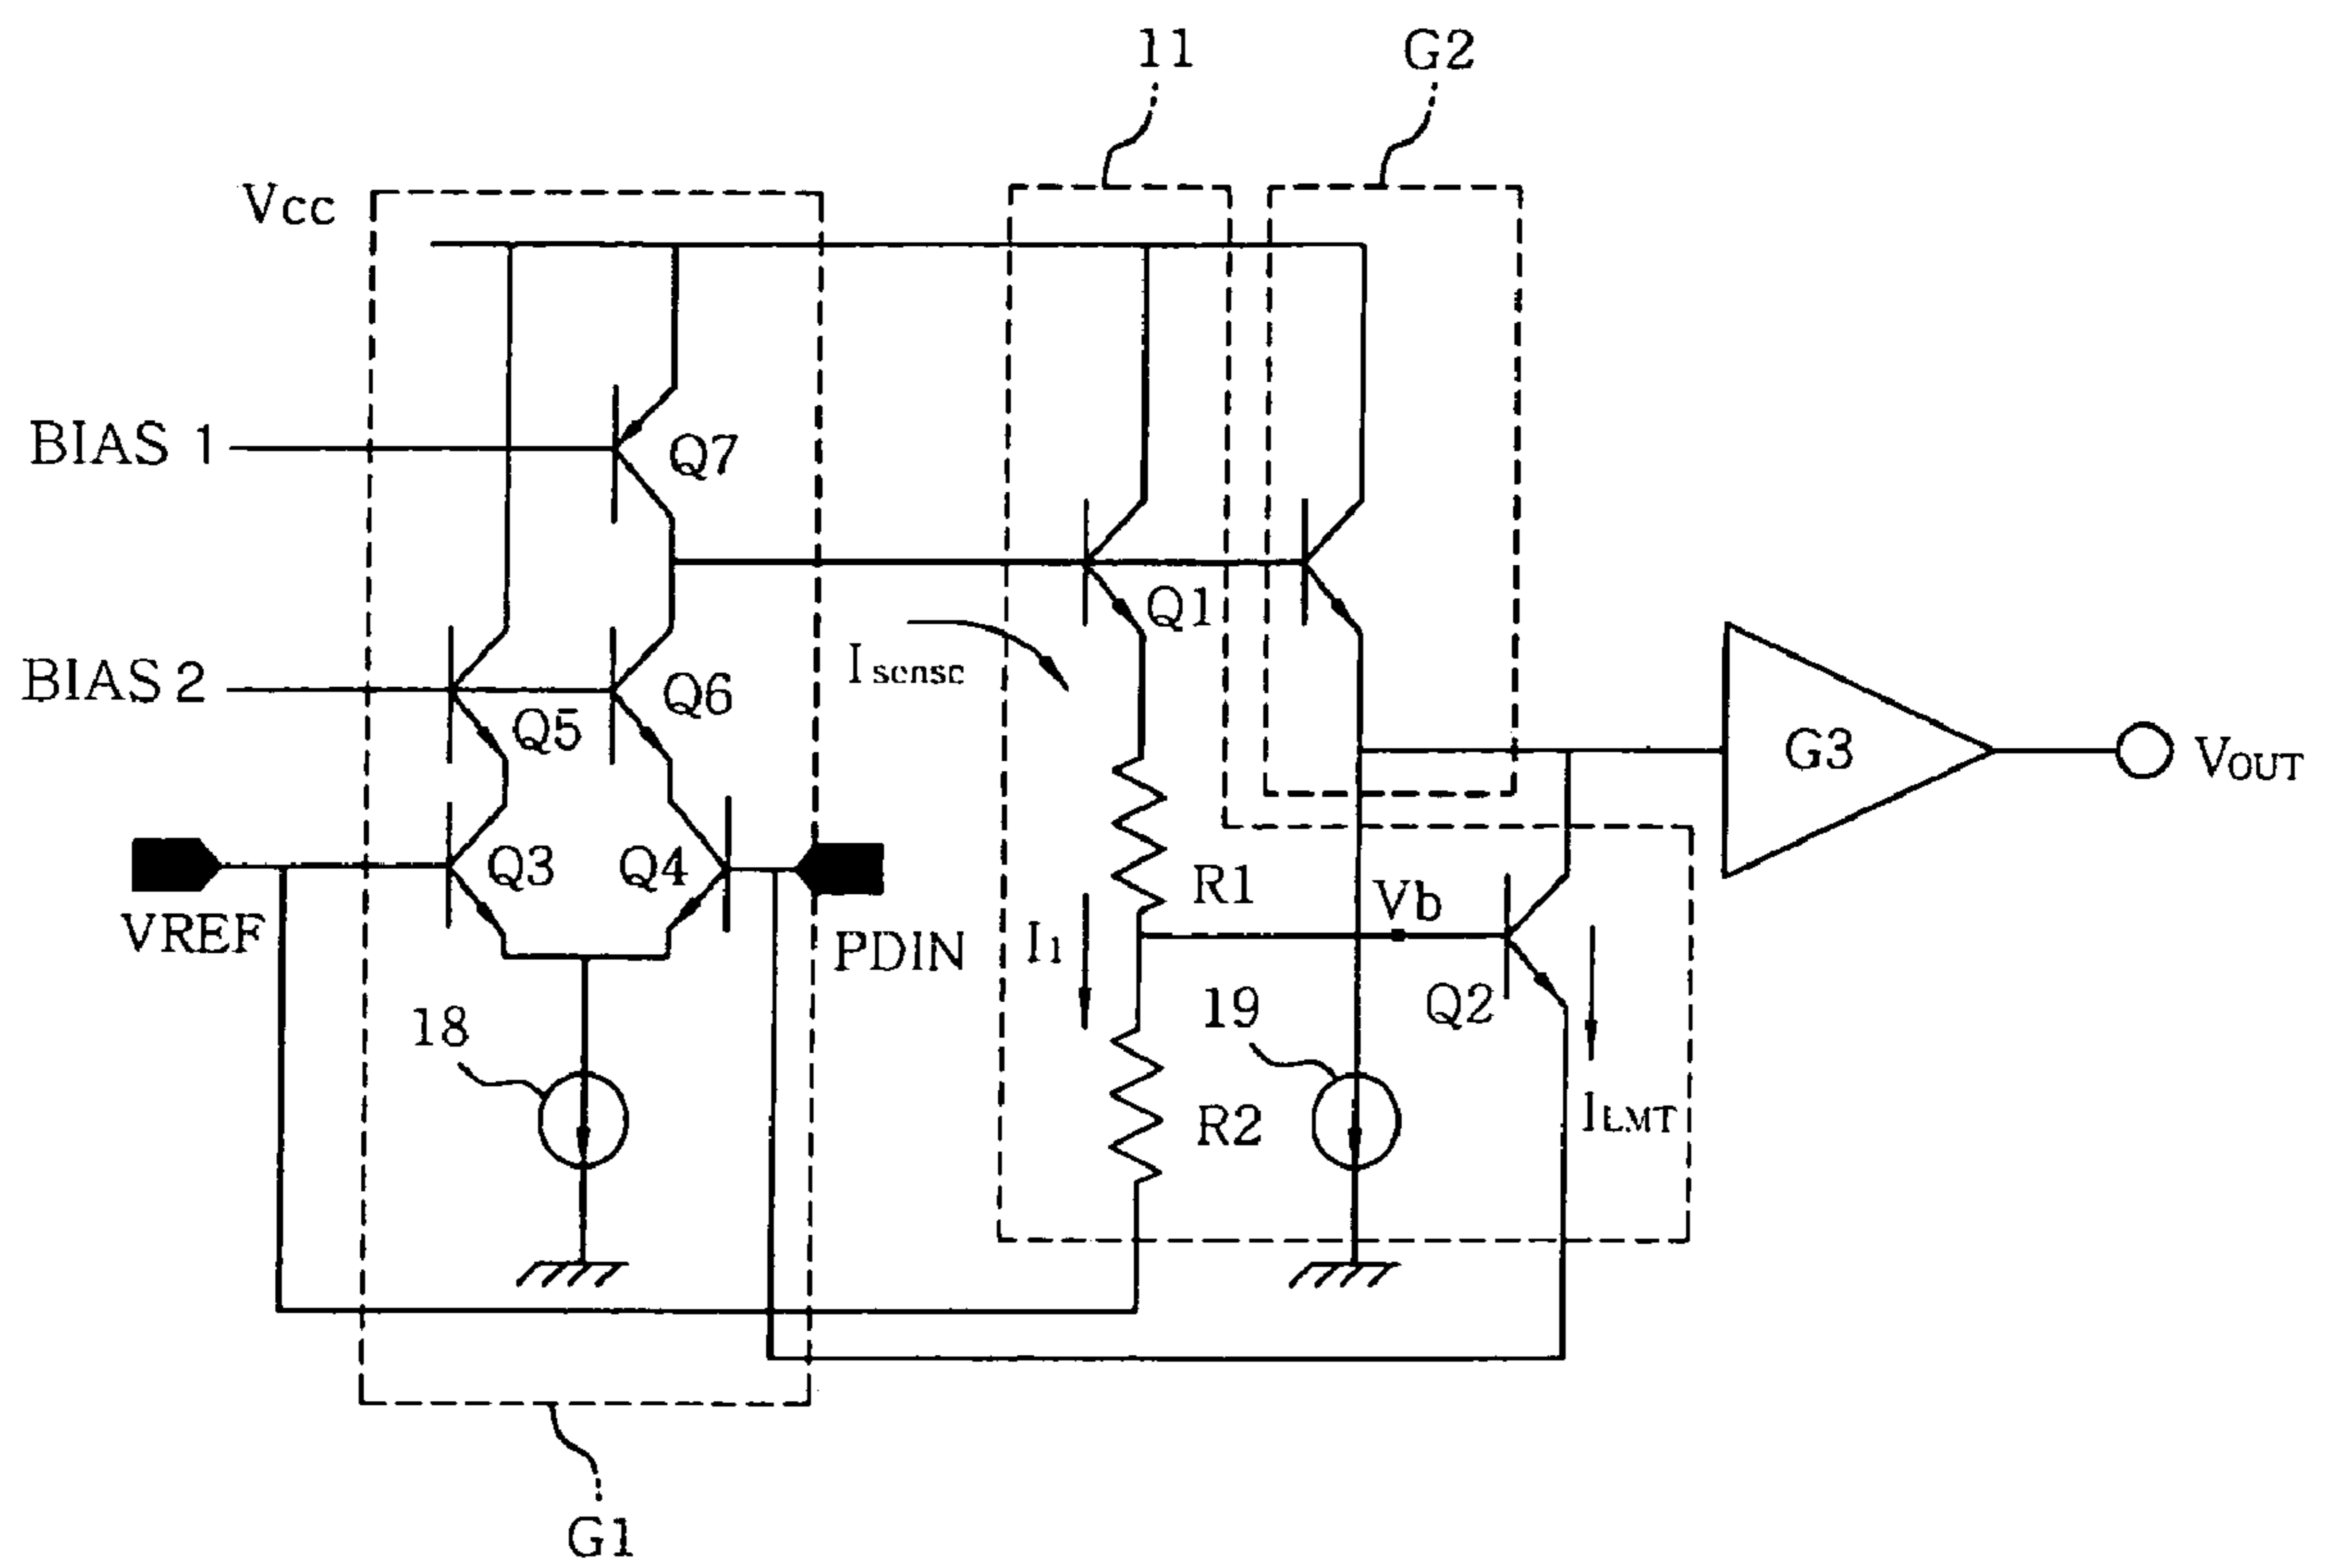 11
G2
Vcc
BIAS 1
Q7
Q1
Isense
BIAS 2
Q5
Q6
G3
VOUT
VREF
Q3
Q4
PDIN
R1
I1
Vb
Q2
18
19
R2
ILMT
G1